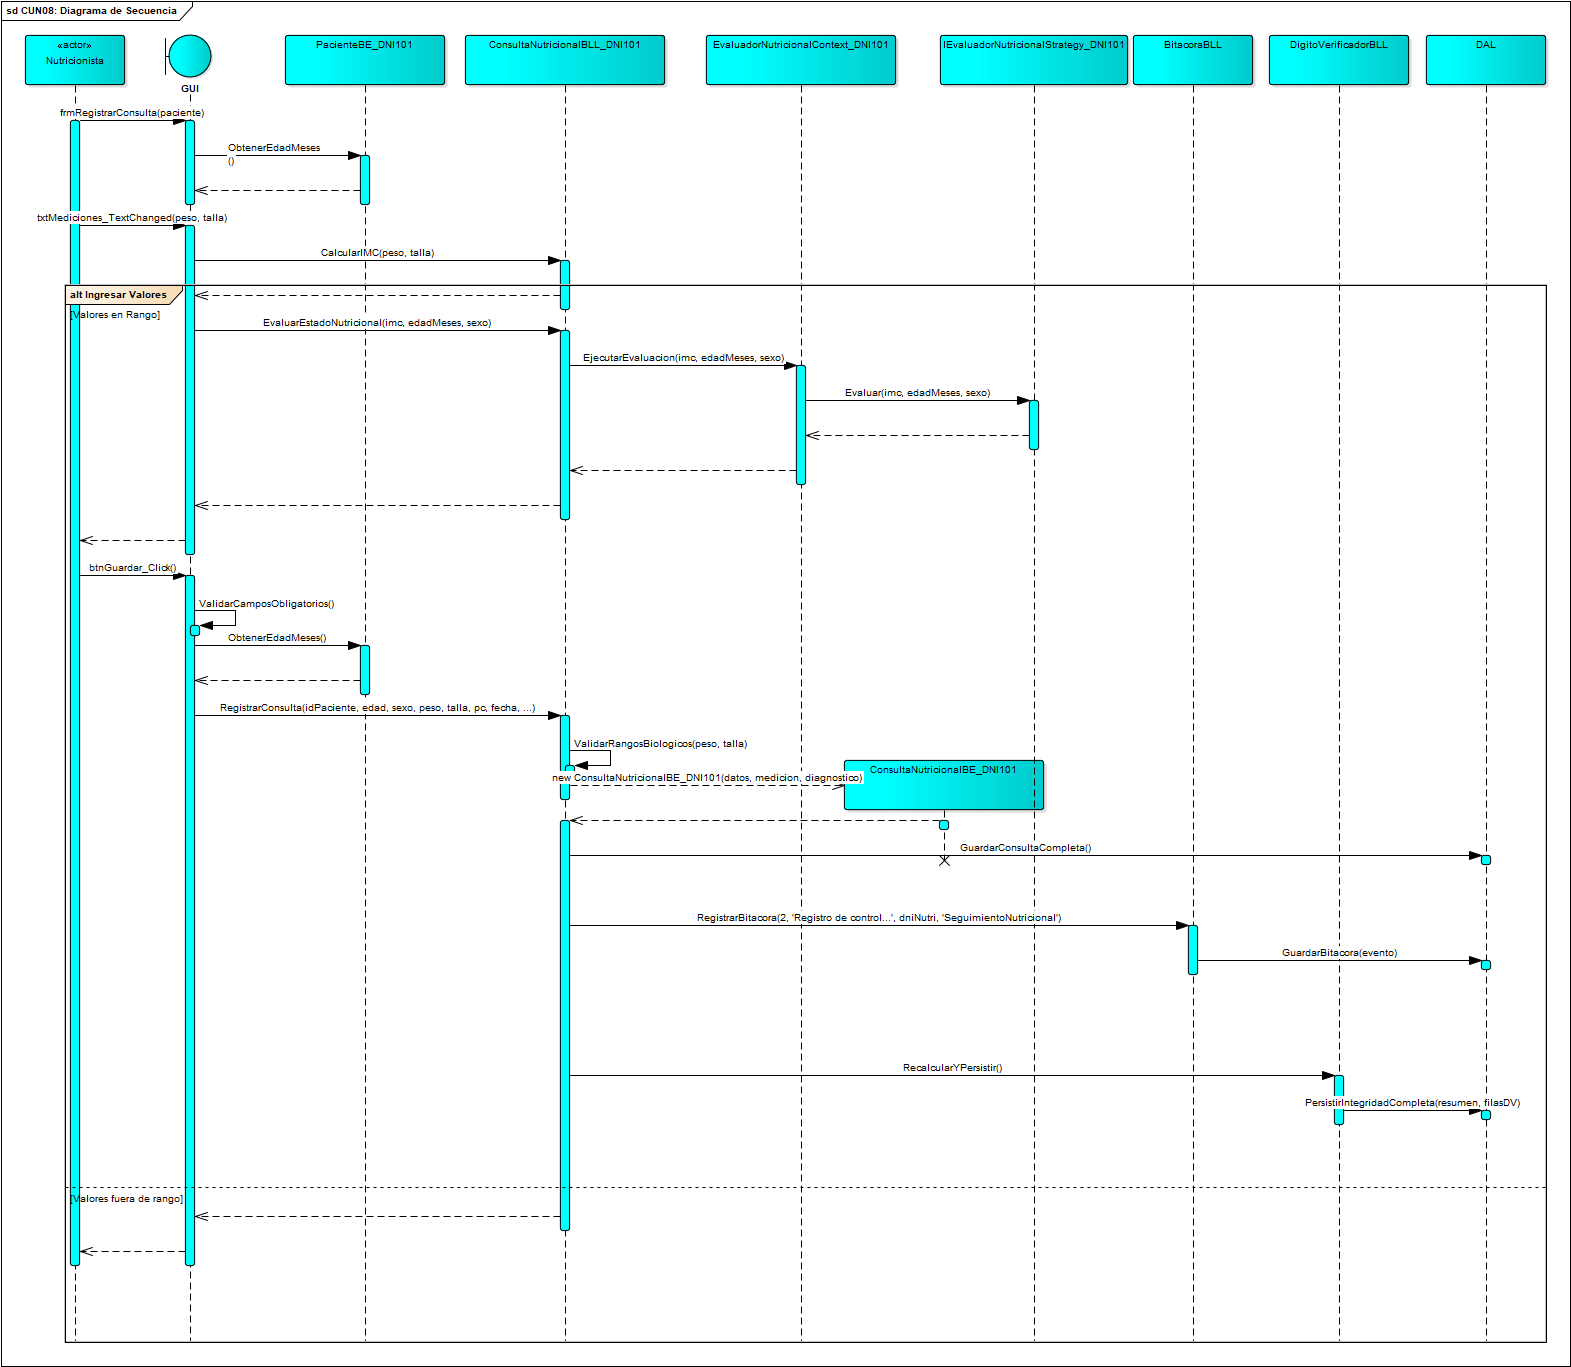 sd CUN08: Diagrama de Secuencia
«actor»
Nutricionista
GUI
PacienteBE_DNI101
ConsultaNutricionalBLL_DNI101
EvaluadorNutricionalContext_DNI101
IEvaluadorNutricionalStrategy_DNI101
BitacoraBLL
DigitoVerificadorBLL
DAL
frmRegistrarConsulta(paciente)
ObtenerEdadMeses
()
txtMediciones_TextChanged(peso, talla)
CalcularIMC(peso, talla)
alt Ingresar Valores
[Valores en Rango]
EvaluarEstadoNutricional(imc, edadMeses, sexo)
EjecutarEvaluacion(imc, edadMeses, sexo)
Evaluar(imc, edadMeses, sexo)
btnGuardar_Click()
ValidarCamposObligatorios()
ObtenerEdadMeses()
RegistrarConsulta(idPaciente, edad, sexo, peso, talla, pc, fecha, ...)
ValidarRangosBiologicos(peso, talla)
new ConsultaNutricionalBE_DNI101(datos, medicion, diagnostico)
ConsultaNutricionalBE_DNI101
GuardarConsultaCompleta()
RegistrarBitacora(2, 'Registro de control...', dniNutri, 'SeguimientoNutricional')
GuardarBitacora(evento)
RecalcularYPersistir()
PersistirIntegridadCompleta(resumen, filasDV)
[Valores fuera de rango]